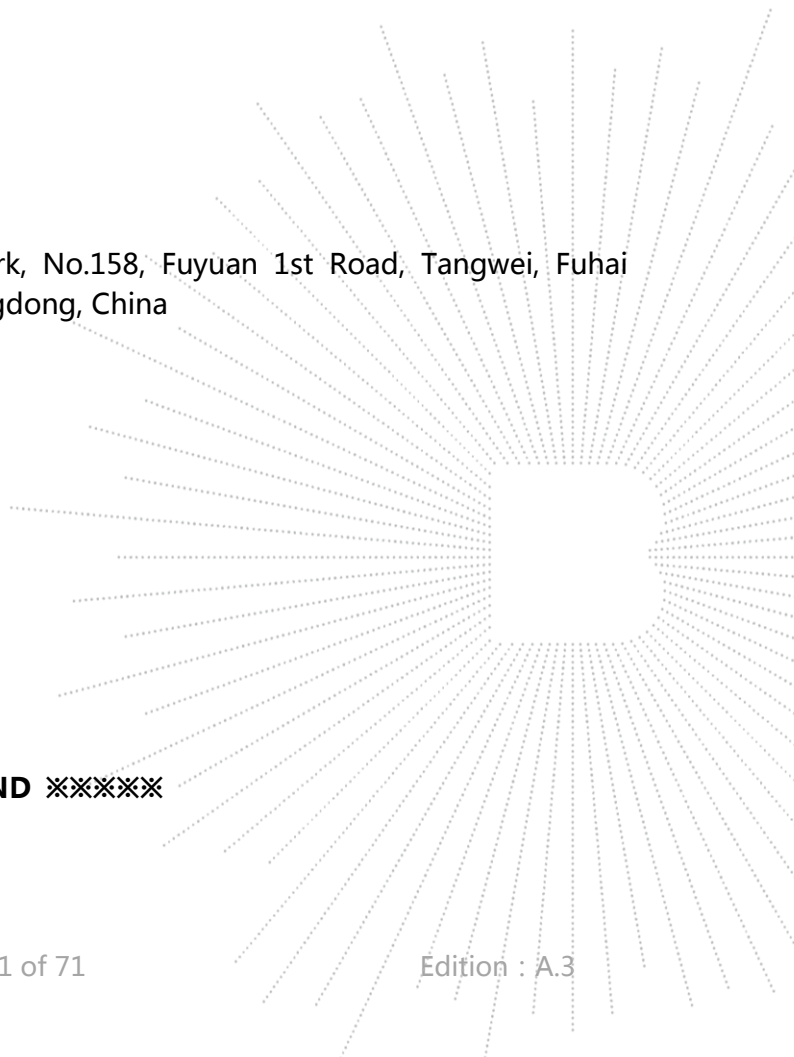 rk, No.158, Fuyuan 1st Road, Tangwei, Fuhai
gdong, China
ND ※※※※※
1 of 71 Edition : A.3